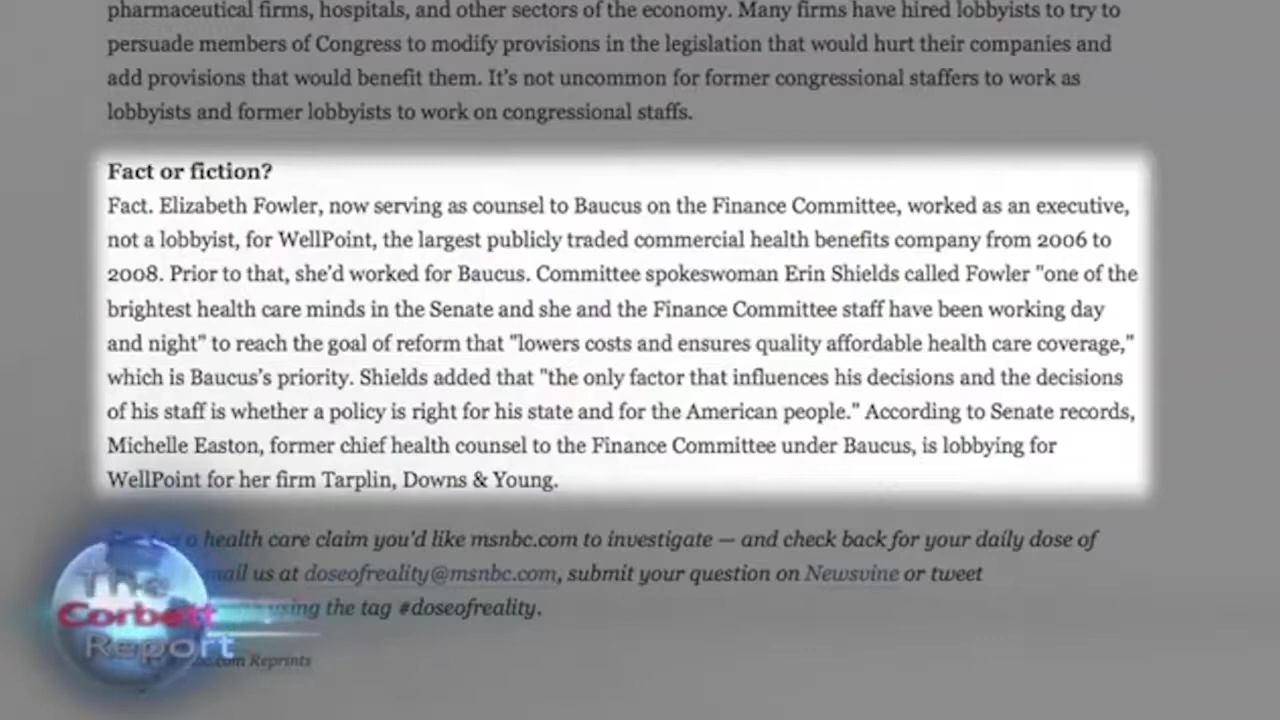 pharmaceutical firms, hospitals, and other sectors of the economy. Many firms have hired lobbyists to try to
persuade members of Congress to modify provisions in the legislation that would hurt their companies and
add provisions that would benefit them. It's not uncommon for former congressional staffers to work as
lobbyists and former lobbyists to work on congressional staffs.
Fact or fiction?
Fact. Elizabeth Fowler, now serving as counsel to Baucus on the Finance Committee, worked as an executive,
not a lobbyist, for WellPoint, the largest publicly traded commercial health benefits company from 2006 to
2008. Prior to that, she'd worked for Baucus. Committee spokeswoman Erin Shields called Fowler "one of the
brightest health care minds in the Senate and she and the Finance Committee staff have been working day
and night" to reach the goal of reform that "lowers costs and ensures quality affordable health care coverage,"
which is Baucus's priority. Shields added that "the only factor that influences his decisions and the decisions
of his staff is whether a policy is right for his state and for the American people." According to Senate records,
Michelle Easton, former chief health counsel to the Finance Committee under Baucus, is lobbying for
WellPoint for her firm Tarplin, Downs & Young.
a health care claim you'd like msnbc.com to investigate — and check back for your daily dose of
us at doseofreality@msnbc.com, submit your question on Newsvine or tweet
using the tag #doseofreality.
Reprints
The
Corbett
Report